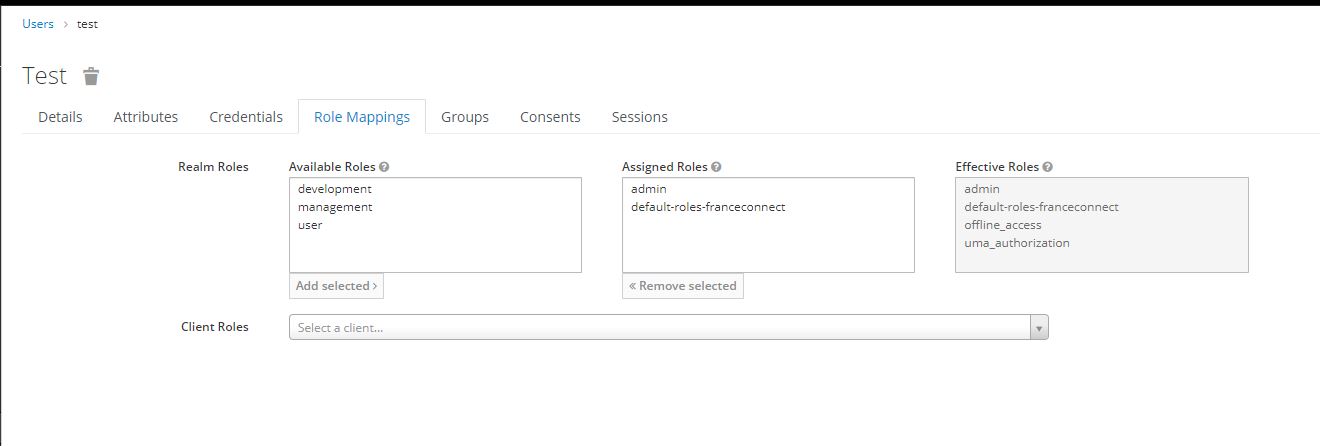 Users > test
Test
Details Attributes Credentials Role Mappings Groups Consents Sessions
Realm Roles Available Roles Assigned Roles Effective Roles
development admin admin
management default-roles-franceconnect default-roles-franceconnect
user offline_access
uma_authorization
Add selected > « Remove selected
Client Roles Select a client...